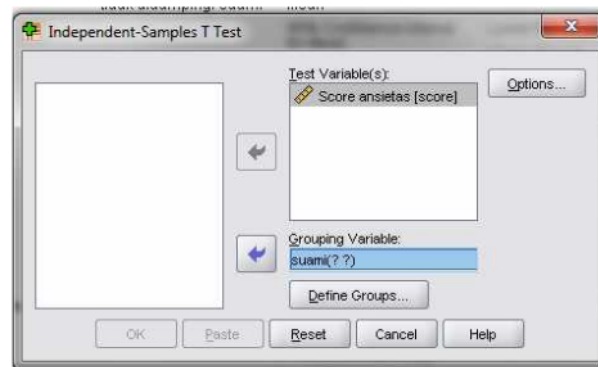 Independent-Samples T Test
Test Variable(s):
Score ansietas [score]
Options...
Grouping Variable:
suami(? ?)
Define Groups...
OK Paste Reset Cancel Help